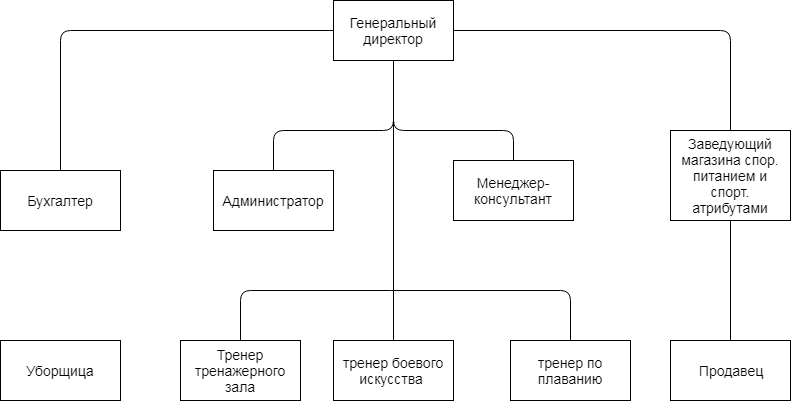 Генеральный
директор
Заведующий
магазина спор.
питанием и
спорт.
атрибутами
Бухгалтер
Администратор
Менеджер-
консультант
Уборщица
Тренер
тренажерного
зала
тренер боевого
искусства
тренер по
плаванию
Продавец